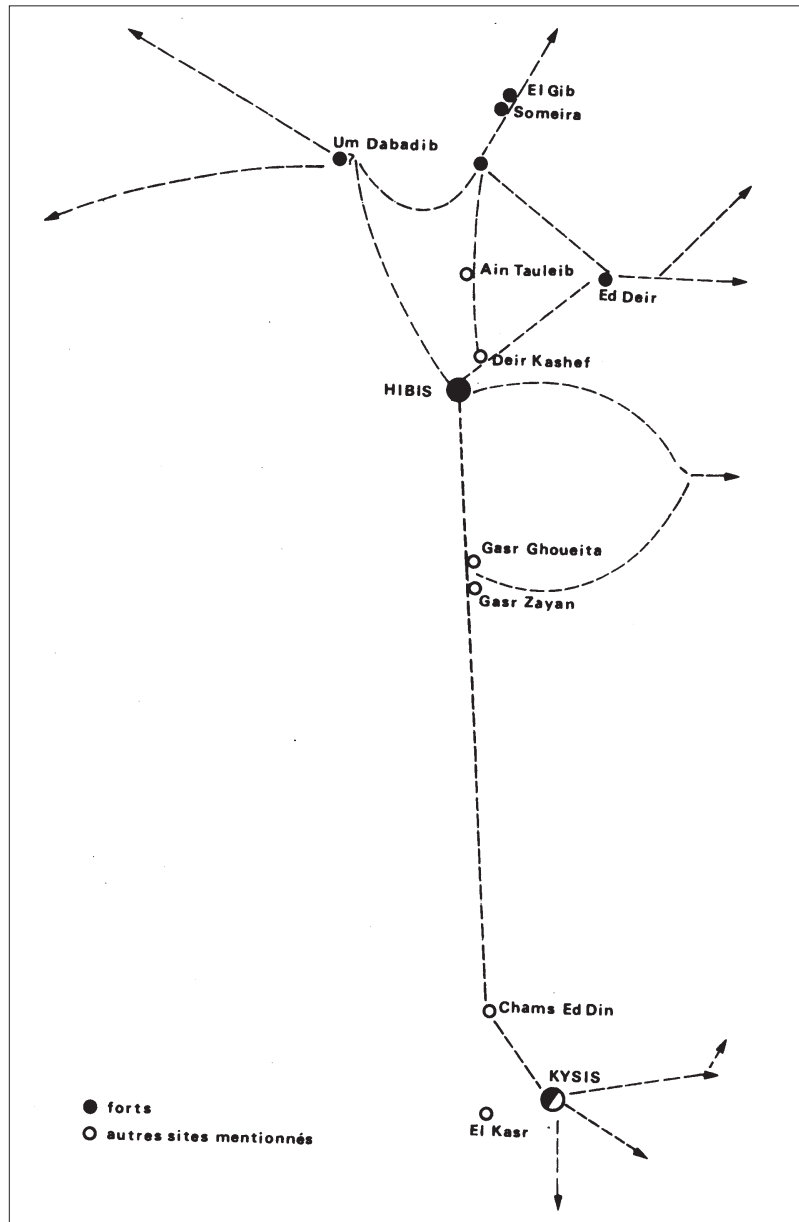 El Gib
Someira
Um Dabadib
?
Ain Tauleib
Ed Deir
Deir Kashef
HIBIS
Gasr Ghoueita
Gasr Zayan
Chams Ed Din
KYSIS
El Kasr
forts
autres sites mentionnés